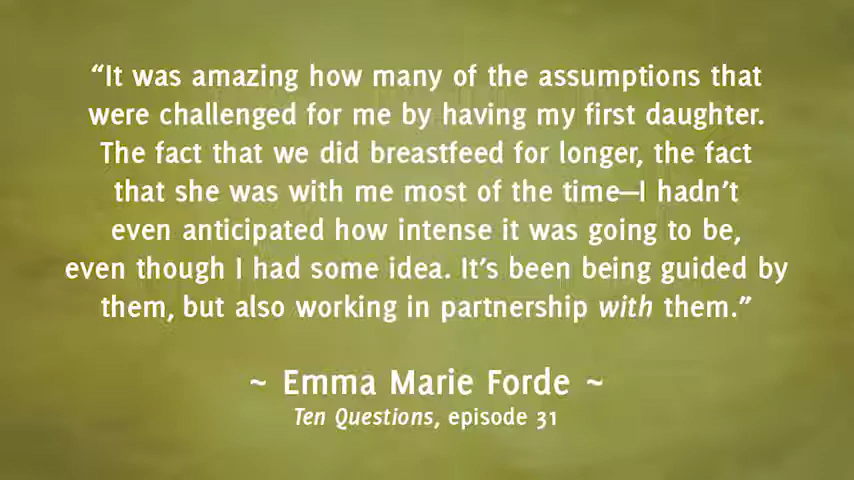 “It was amazing how many of the assumptions that
were challenged for me by having my first daughter.
The fact that we did breastfeed for longer, the fact
that she was with me most of the time—I hadn’t
even anticipated how intense it was going to be,
even though I had some idea. It’s been being guided by
them, but also working in partnership with them.”
~ Emma Marie Forde ~
Ten Questions, episode 31